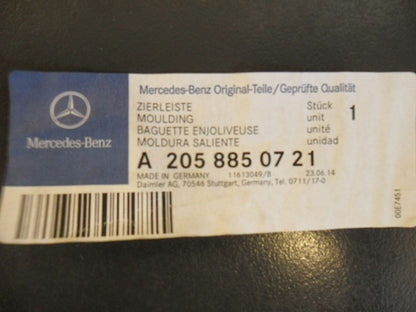 Mercedes-Benz Original-Teile/Geprüfte Qualität
ZIERLEISTE Stück 1
MOULDING unit
BAGUETTE ENJOLIVEUSE unité
MOLDURA SALIENTE unidad
Mercedes-Benz
A 205 885 07 21
MADE IN GERMANY 11613049/B 23.06.14
Daimler AG, 70546 Stuttgart, Germany, Tel. 0711/17-0
00E7451